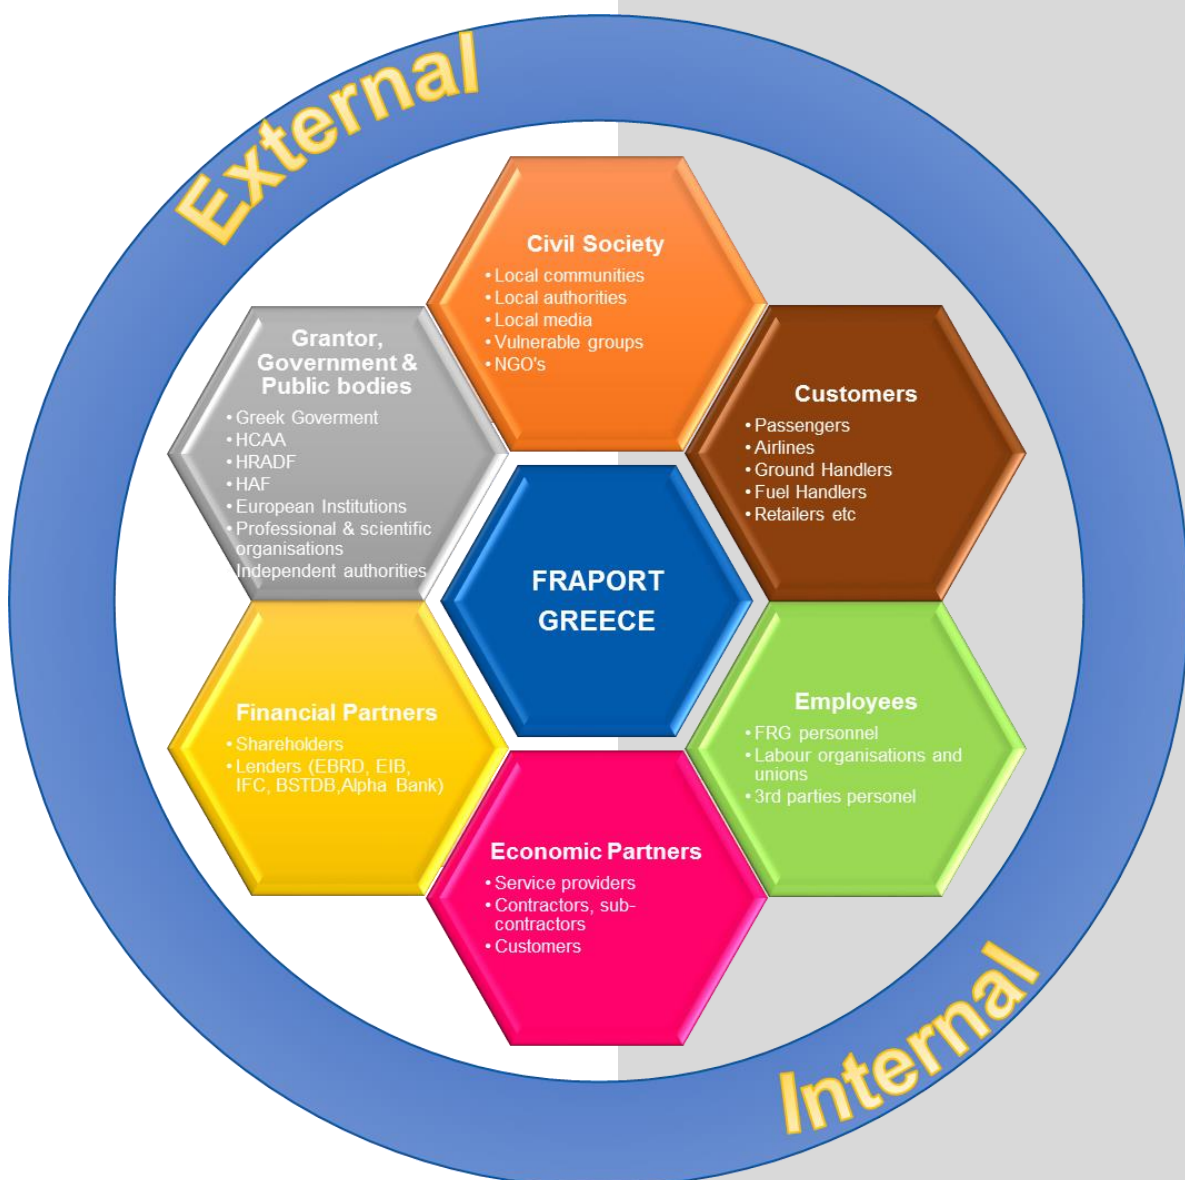 External
Civil Society
• Local communities
• Local authorities
• Local media
• Vulnerable groups
• NGO's
Grantor,
Government &
Public bodies
• Greek Goverment
• HCAA
• HRADF
• HAF
• European Institutions
• Professional & scientific
organisations
Independent authorities
Customers
• Passengers
• Airlines
• Ground Handlers
• Fuel Handlers
• Retailers etc
FRAPORT
GREECE
Financial Partners
• Shareholders
• Lenders (EBRD, EIB,
IFC, BSTDB,Alpha Bank)
Employees
• FRG personnel
• Labour organisations and
unions
• 3rd parties personel
Economic Partners
• Service providers
• Contractors, sub-
contractors
• Customers
Internal